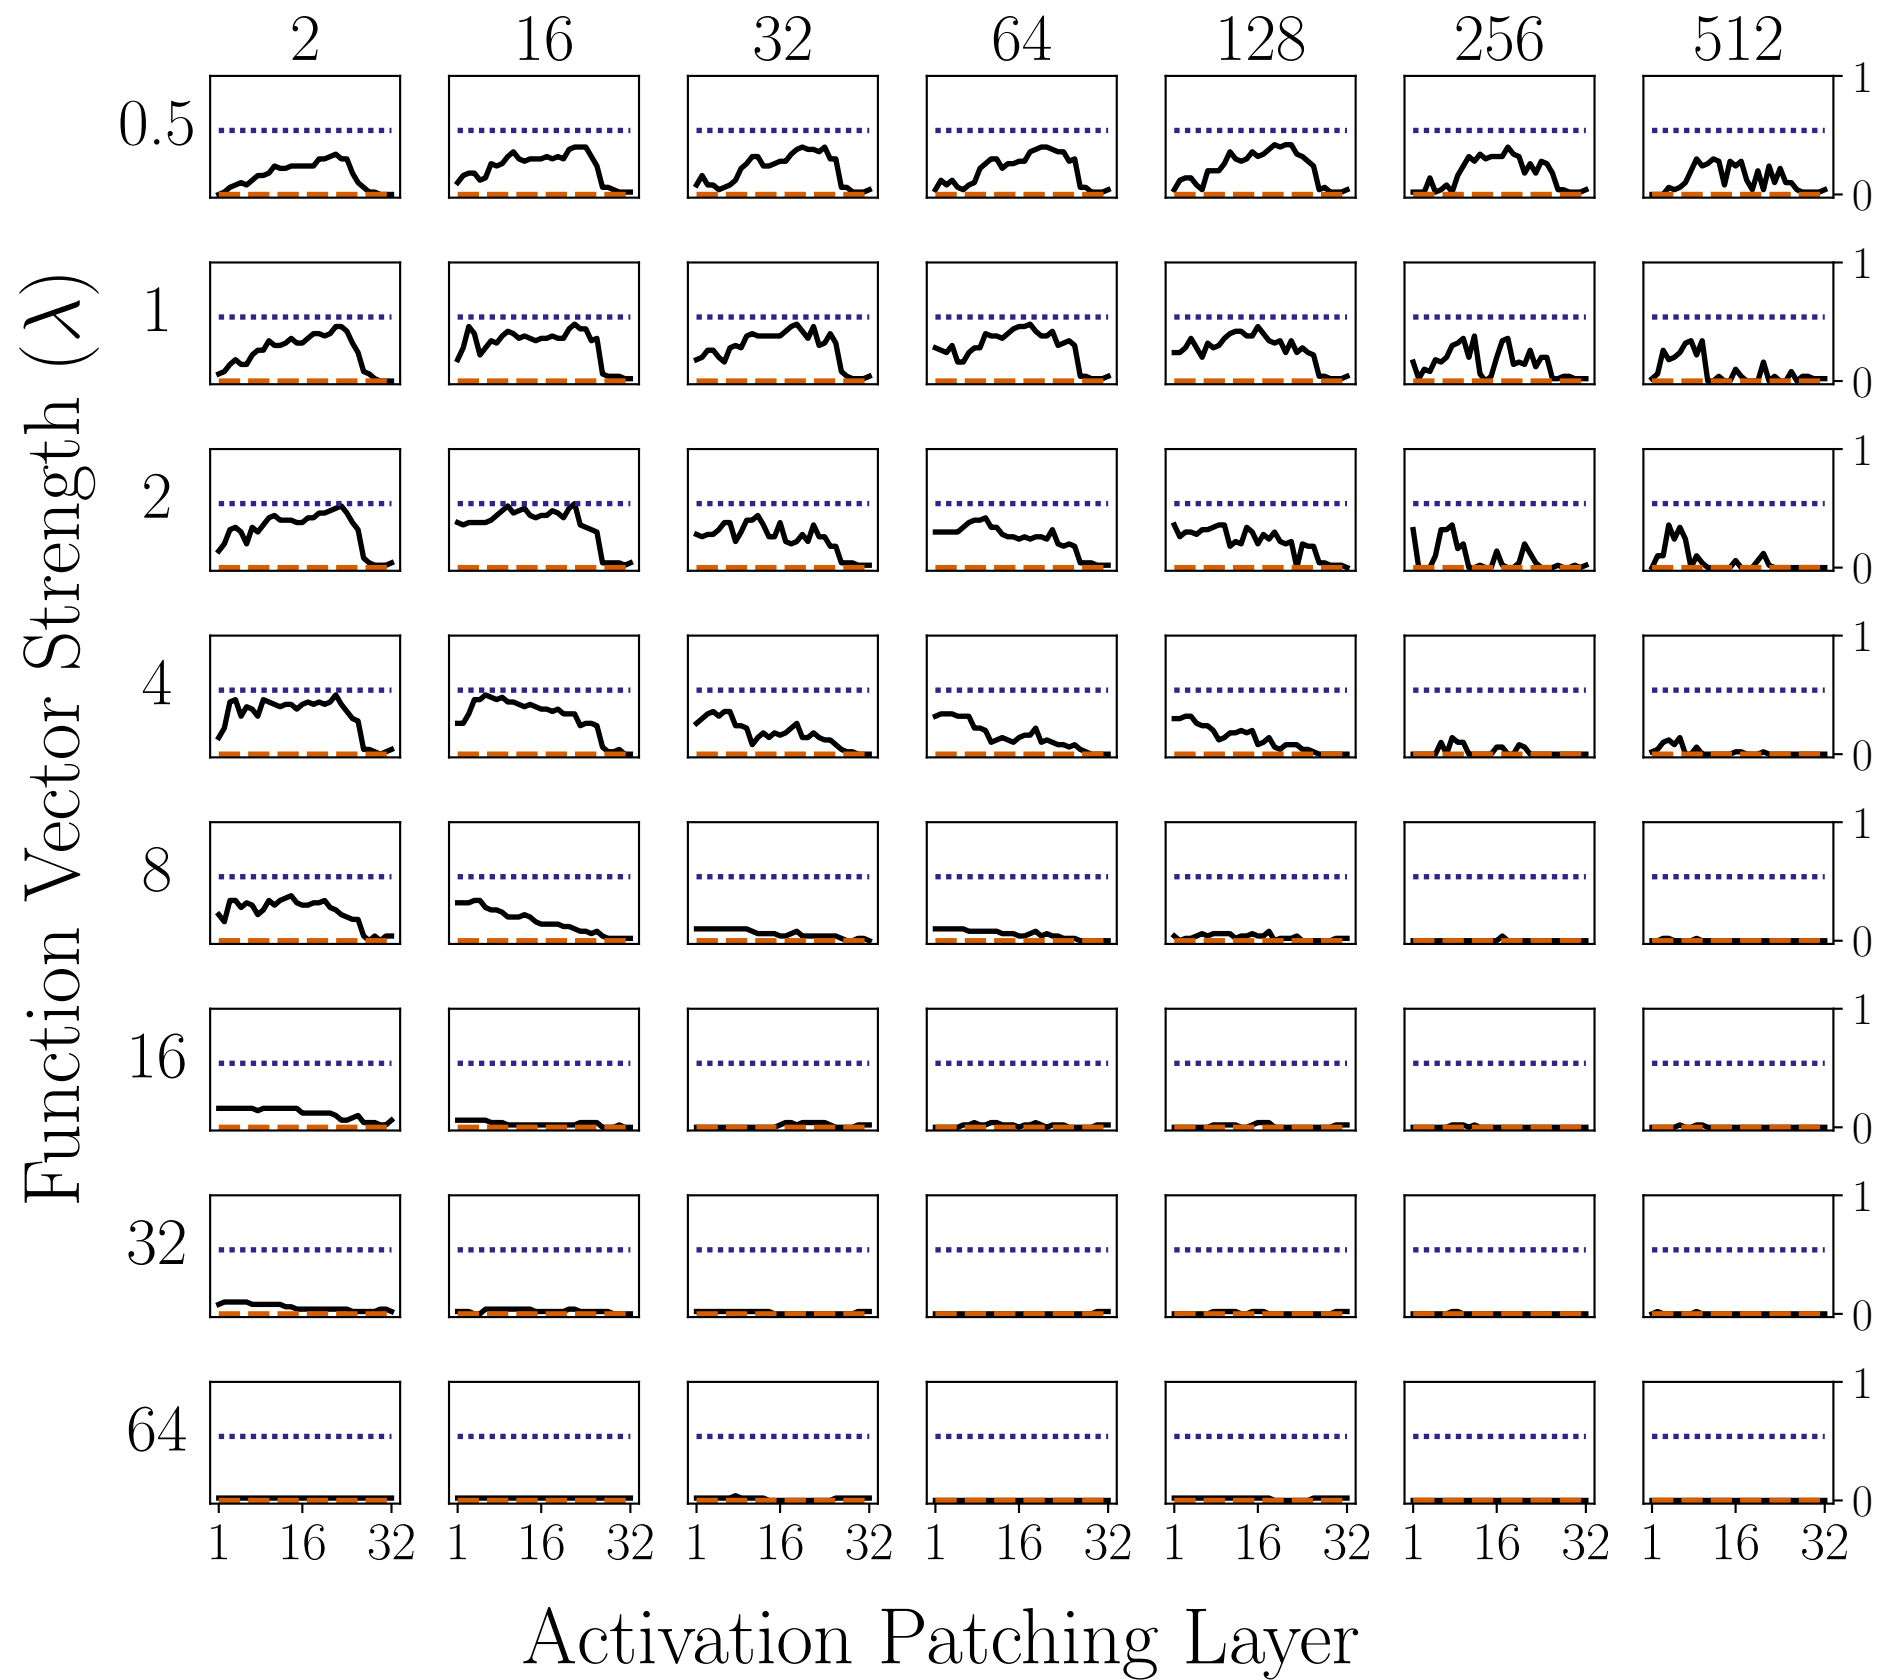 2 16 32 64 128 256 512
0.5 1 0
1 1 0
2 1 0
4 1 0
8 1 0
16 1 0
32 1 0
64 1 0
1 16 32 1 16 32 1 16 32 1 16 32 1 16 32 1 16 32 1 16 32
Function Vector Strength (λ)
Activation Patching Layer